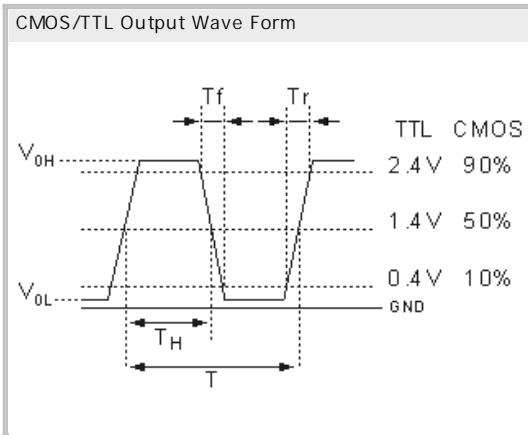 CMOS/TTL Output Wave Form
Tf Tr
TTL CMOS
V0H 2.4V 90%
1.4V 50%
0.4V 10%
V0L GND
TH
T